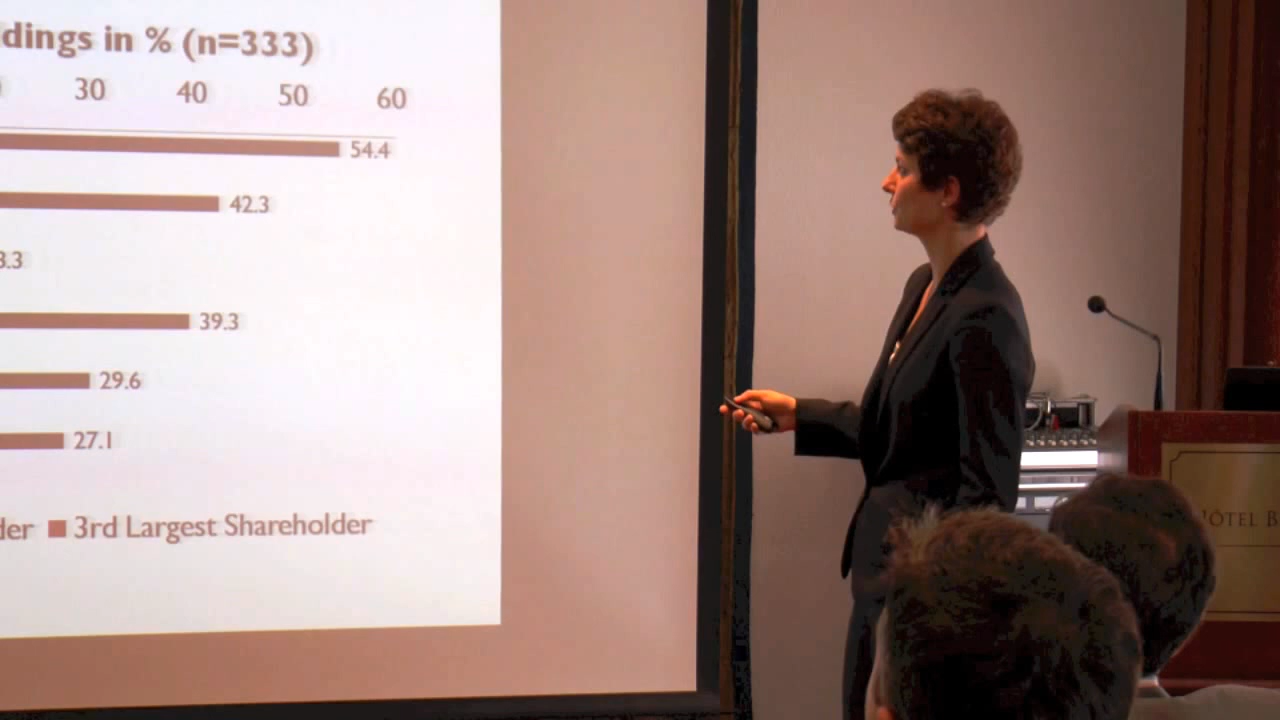 dings in % (n=333)
30 40 50 60
54.4
42.3
3.3
39.3
29.6
27.1
der 3rd Largest Shareholder
HÔTEL B